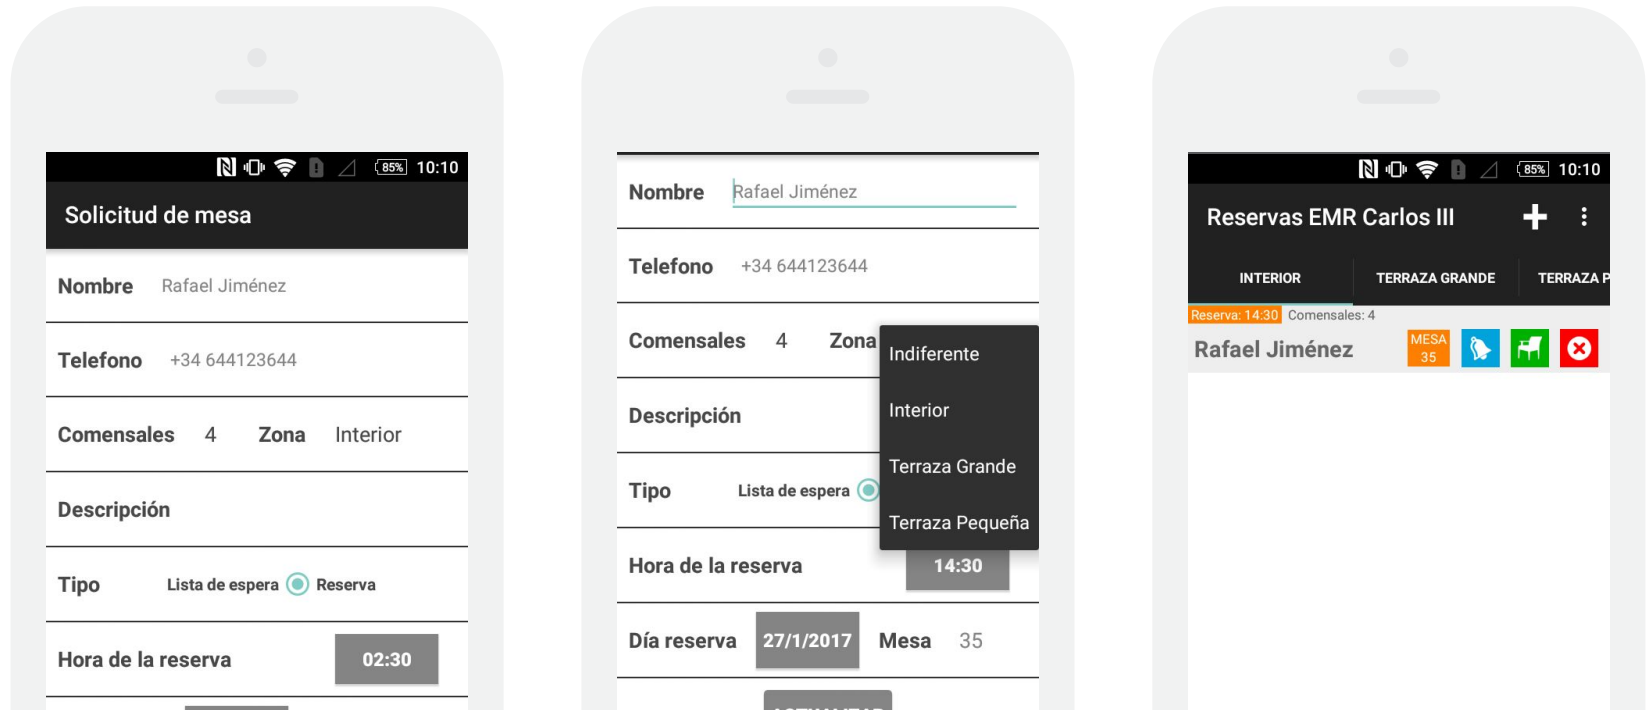 85% 10:10
Solicitud de mesa
Nombre Rafael Jiménez
Telefono +34 644123644
Comensales 4 Zona Interior
Descripción
Tipo Lista de espera Reserva
Hora de la reserva 02:30
Nombre Rafael Jiménez
Telefono +34 644123644
Comensales 4 Zona
Indiferente
Interior
Terraza Grande
Terraza Pequeña
Descripción
Tipo Lista de espera
Hora de la reserva 14:30
Día reserva 27/1/2017 Mesa 35
85% 10:10
Reservas EMR Carlos III
INTERIOR TERRAZA GRANDE TERRAZA P
Reserva: 14:30 Comensales: 4
Rafael Jiménez MESA 35